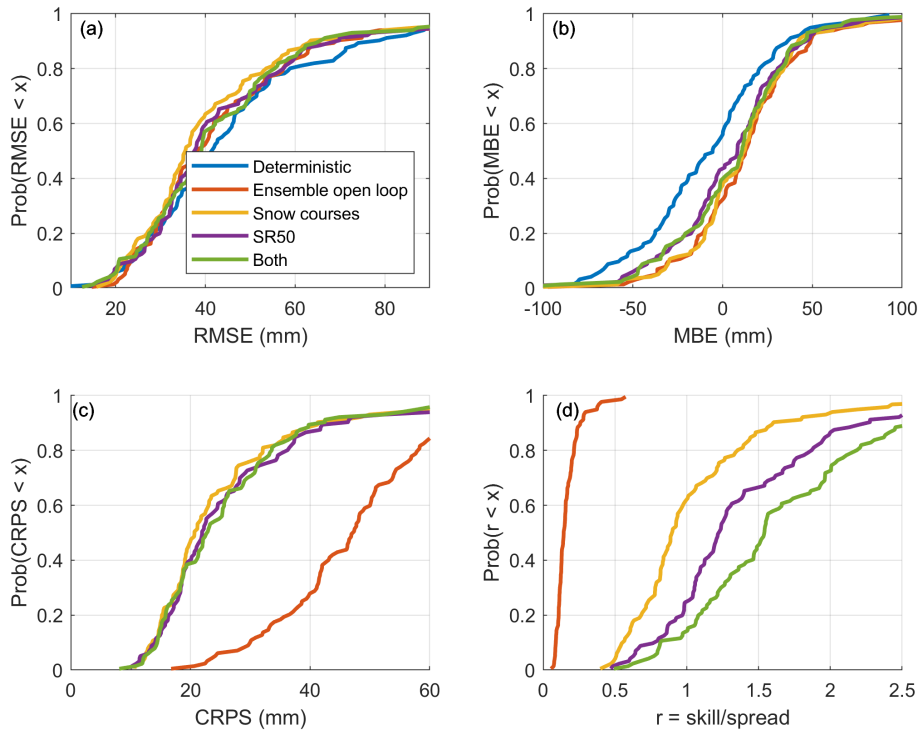 (a)
Prob(RMSE < x)
1
0.8
0.6
0.4
0.2
0
20
40
60
80
RMSE (mm)
Deterministic
Ensemble open loop
Snow courses
SR50
Both
(b)
Prob(MBE < x)
1
0.8
0.6
0.4
0.2
0
-100
-50
0
50
100
MBE (mm)
(c)
Prob(CRPS < x)
1
0.8
0.6
0.4
0.2
0
0
20
40
60
CRPS (mm)
(d)
Prob(r < x)
1
0.8
0.6
0.4
0.2
0
0
0.5
1
1.5
2
2.5
r = skill/spread